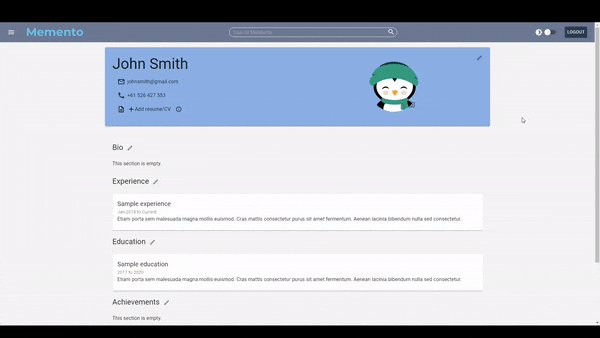 Memento
Search Memento
LOGOUT
John Smith
johnsmith@gmail.com
+61 526 427 553
+ Add resume/CV
Bio
This section is empty.
Experience
Sample experience
Jan 2019 to Current
Etiam porta sem malesuada magna mollis euismod. Cras mattis consectetur purus sit amet fermentum. Aenean lacinia bibendum nulla sed consectetur.
Education
Sample education
2017 to 2020
Etiam porta sem malesuada magna mollis euismod. Cras mattis consectetur purus sit amet fermentum. Aenean lacinia bibendum nulla sed consectetur.
Achievements
This section is empty.